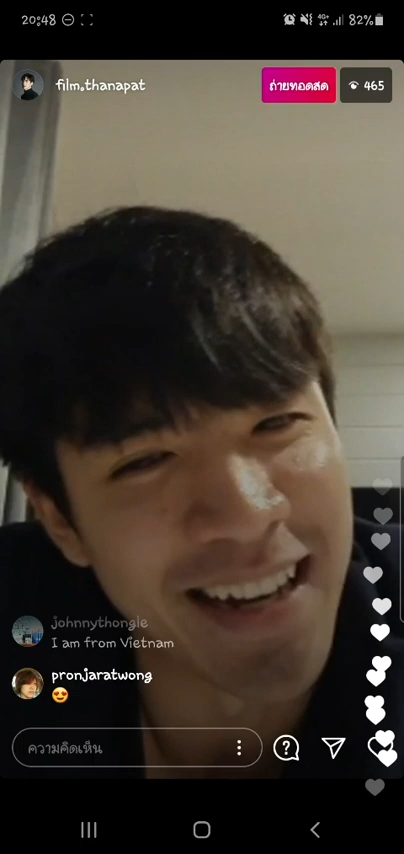 20:48
4G+
82%
film.thanapat
ถ่ายทอดสด
465
johnnythongle
I am from Vietnam
pronjaratwong
😍
ความคิดเห็น